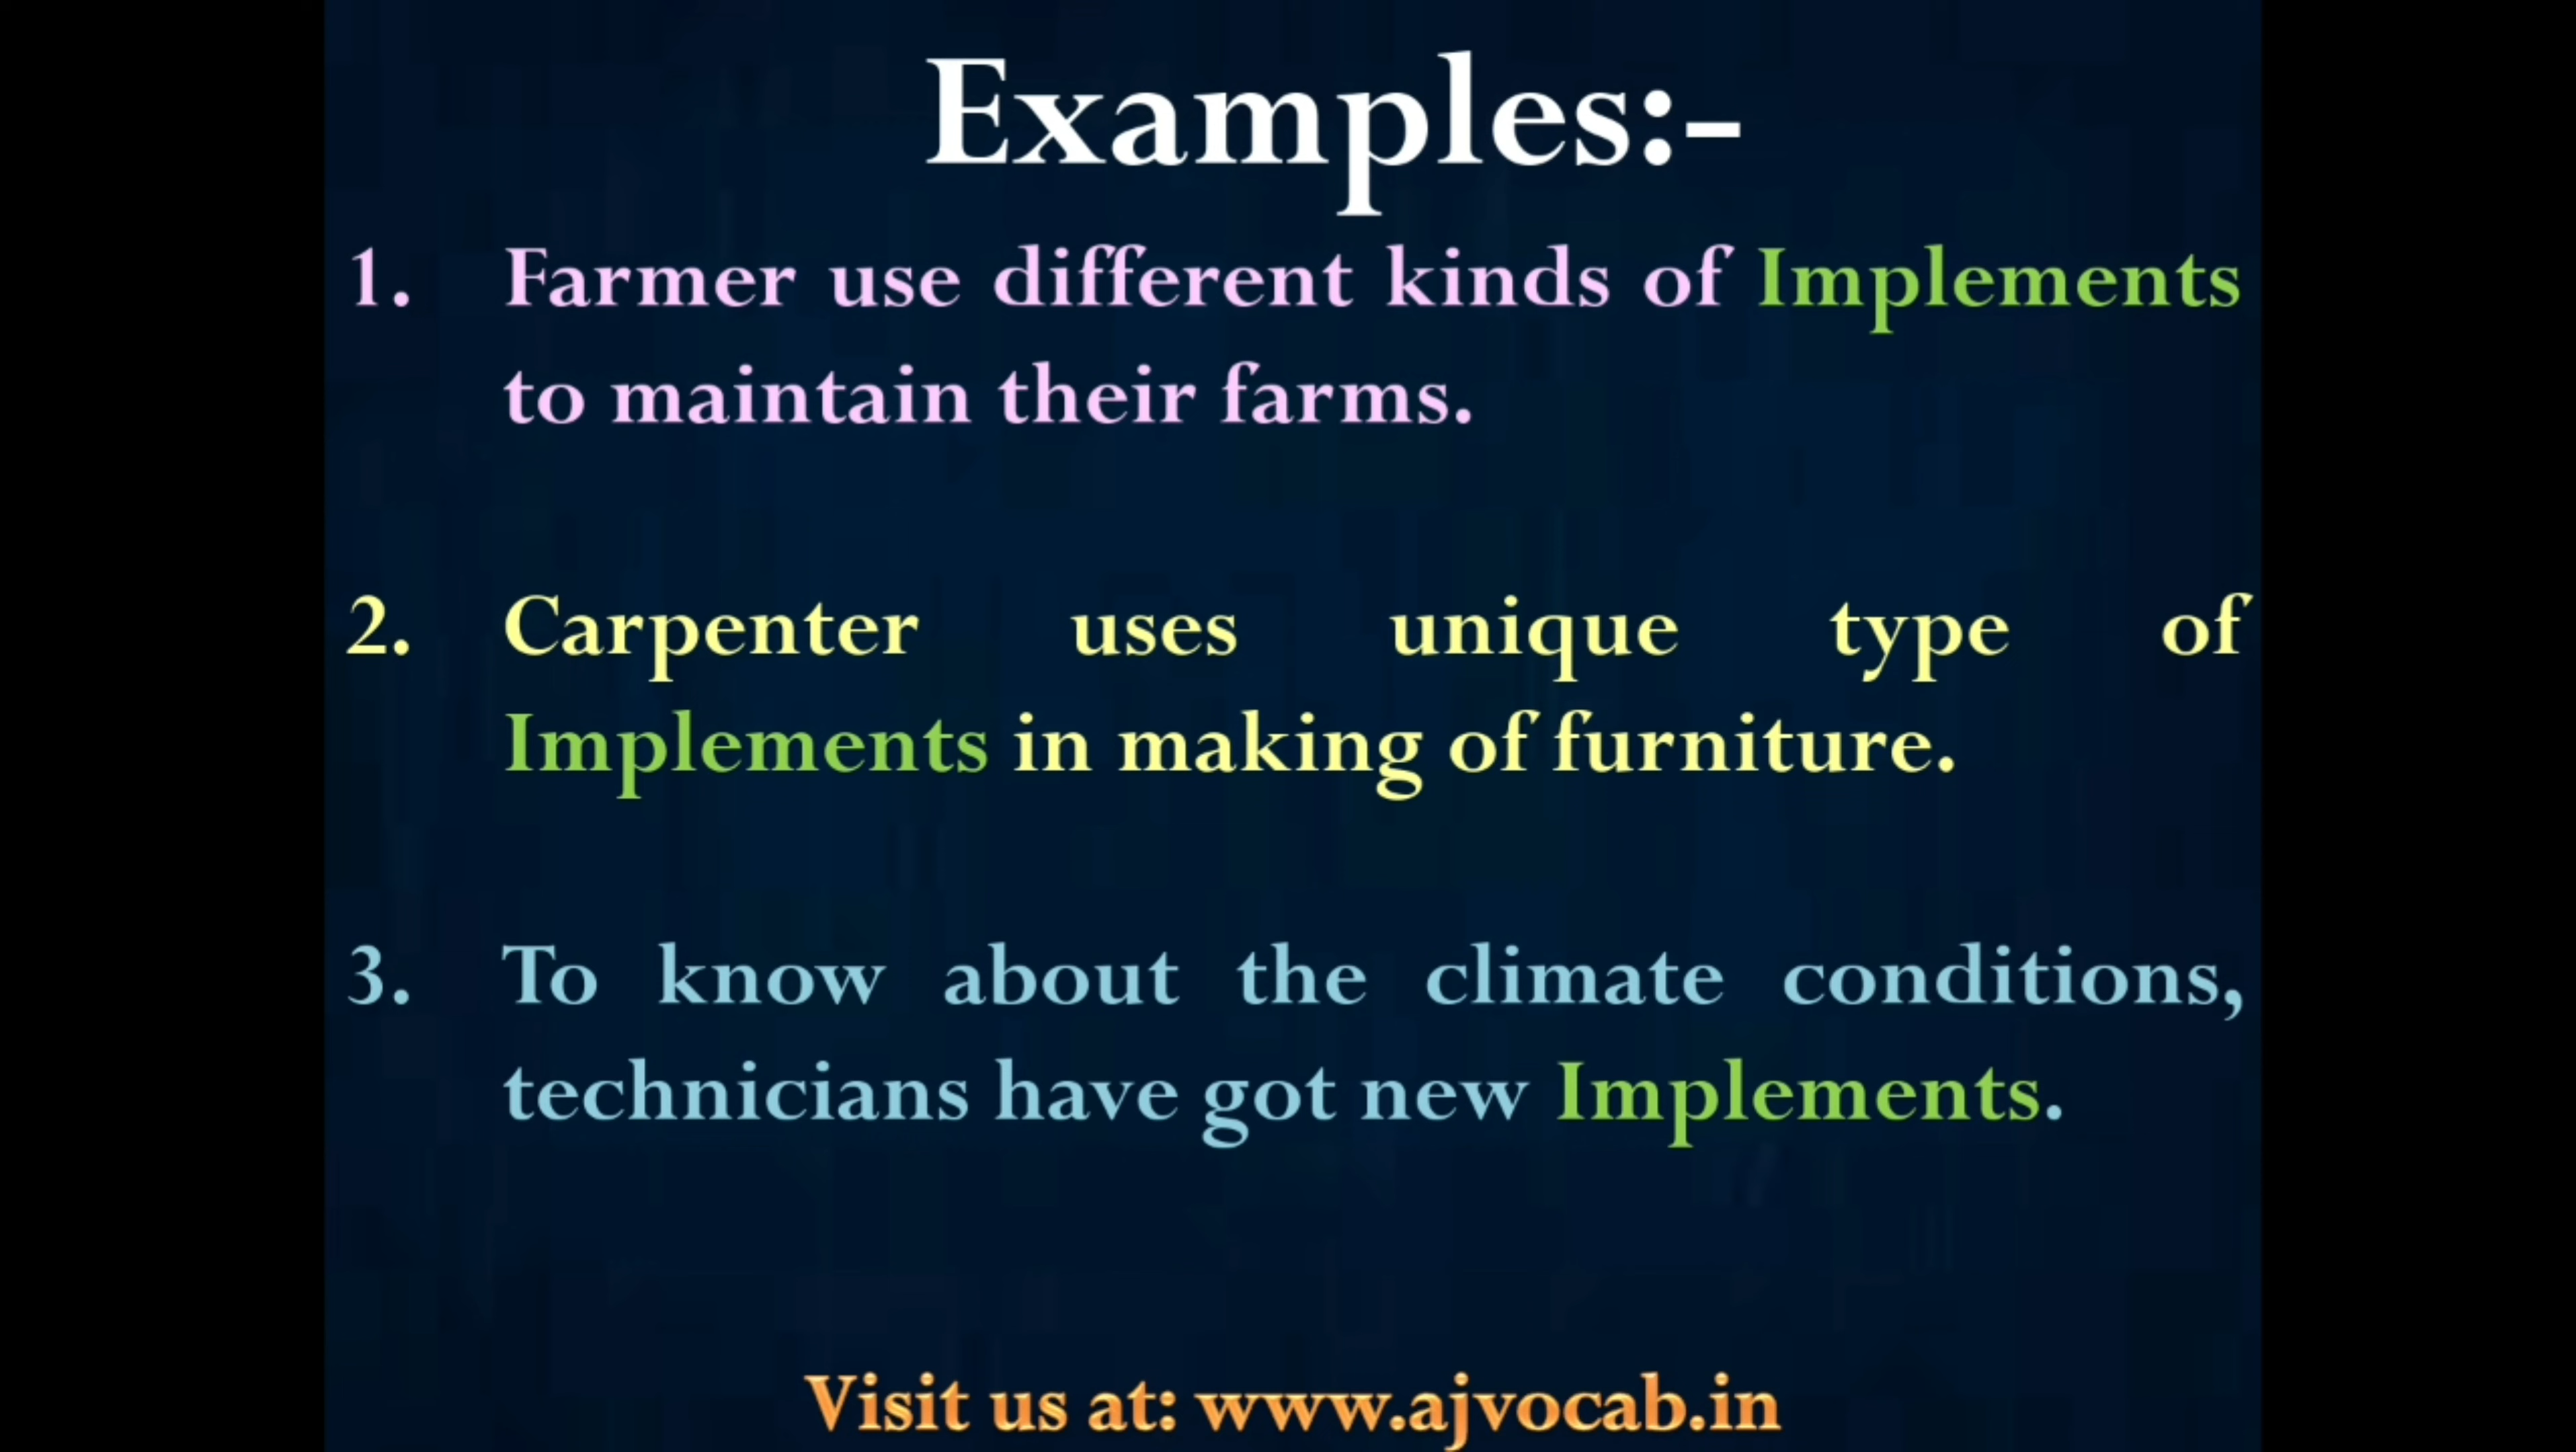 Examples:-
1. Farmer use different kinds of Implements
to maintain their farms.
2. Carpenter uses unique type of
Implements in making of furniture.
3. To know about the climate conditions,
technicians have got new Implements.
Visit us at: www.ajvocab.in